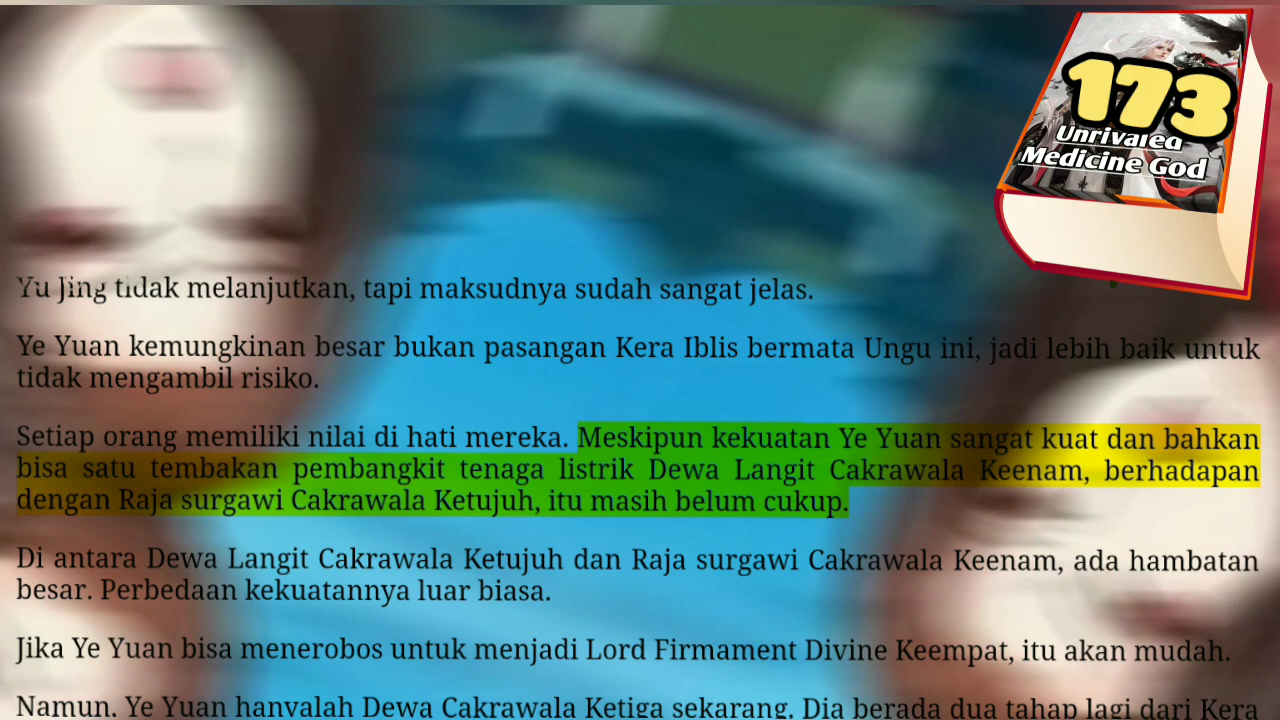 173
Unrivaled
Medicine God
Yu Jing tidak melanjutkan, tapi maksudnya sudah sangat jelas.
Ye Yuan kemungkinan besar bukan pasangan Kera Iblis bermata Ungu ini, jadi lebih baik untuk
tidak mengambil risiko.
Setiap orang memiliki nilai di hati mereka. Meskipun kekuatan Ye Yuan sangat kuat dan bahkan
bisa satu tembakan pembangkit tenaga listrik Dewa Langit Cakrawala Keenam, berhadapan
dengan Raja surgawi Cakrawala Ketujuh, itu masih belum cukup.
Di antara Dewa Langit Cakrawala Ketujuh dan Raja surgawi Cakrawala Keenam, ada hambatan
besar. Perbedaan kekuatannya luar biasa.
Jika Ye Yuan bisa menerobos untuk menjadi Lord Firmament Divine Keempat, itu akan mudah.
Namun, Ye Yuan hanyalah Dewa Cakrawala Ketiga sekarang. Dia berada dua tahap lagi dari Kera